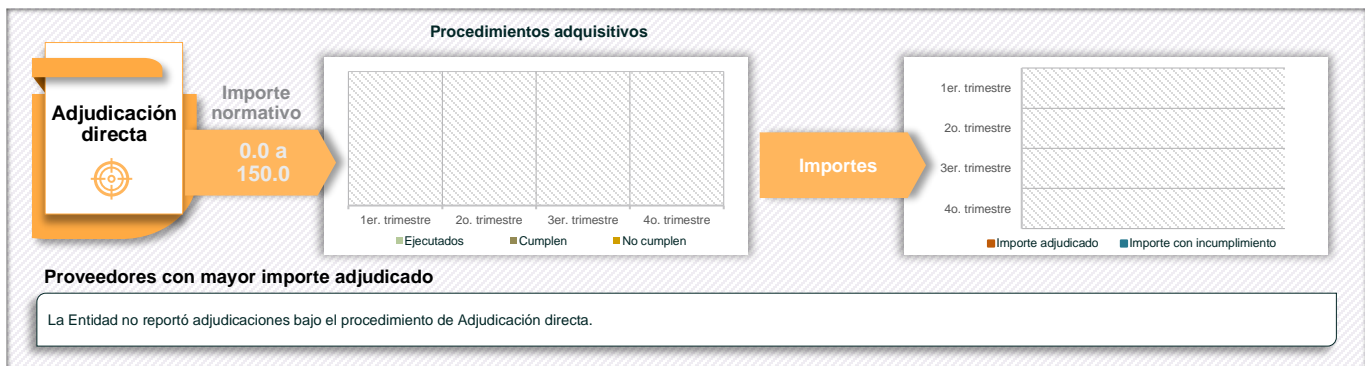 Procedimientos adquisitivos
Adjudicación
directa
Importe
normativo
0.0 a
150.0
1er. trimestre
2o. trimestre
3er. trimestre
4o. trimestre
Ejecutados
Cumplen
No cumplen
Importes
1er. trimestre
2o. trimestre
3er. trimestre
4o. trimestre
Importe adjudicado
Importe con incumplimiento
Proveedores con mayor importe adjudicado
La Entidad no reportó adjudicaciones bajo el procedimiento de Adjudicación directa.